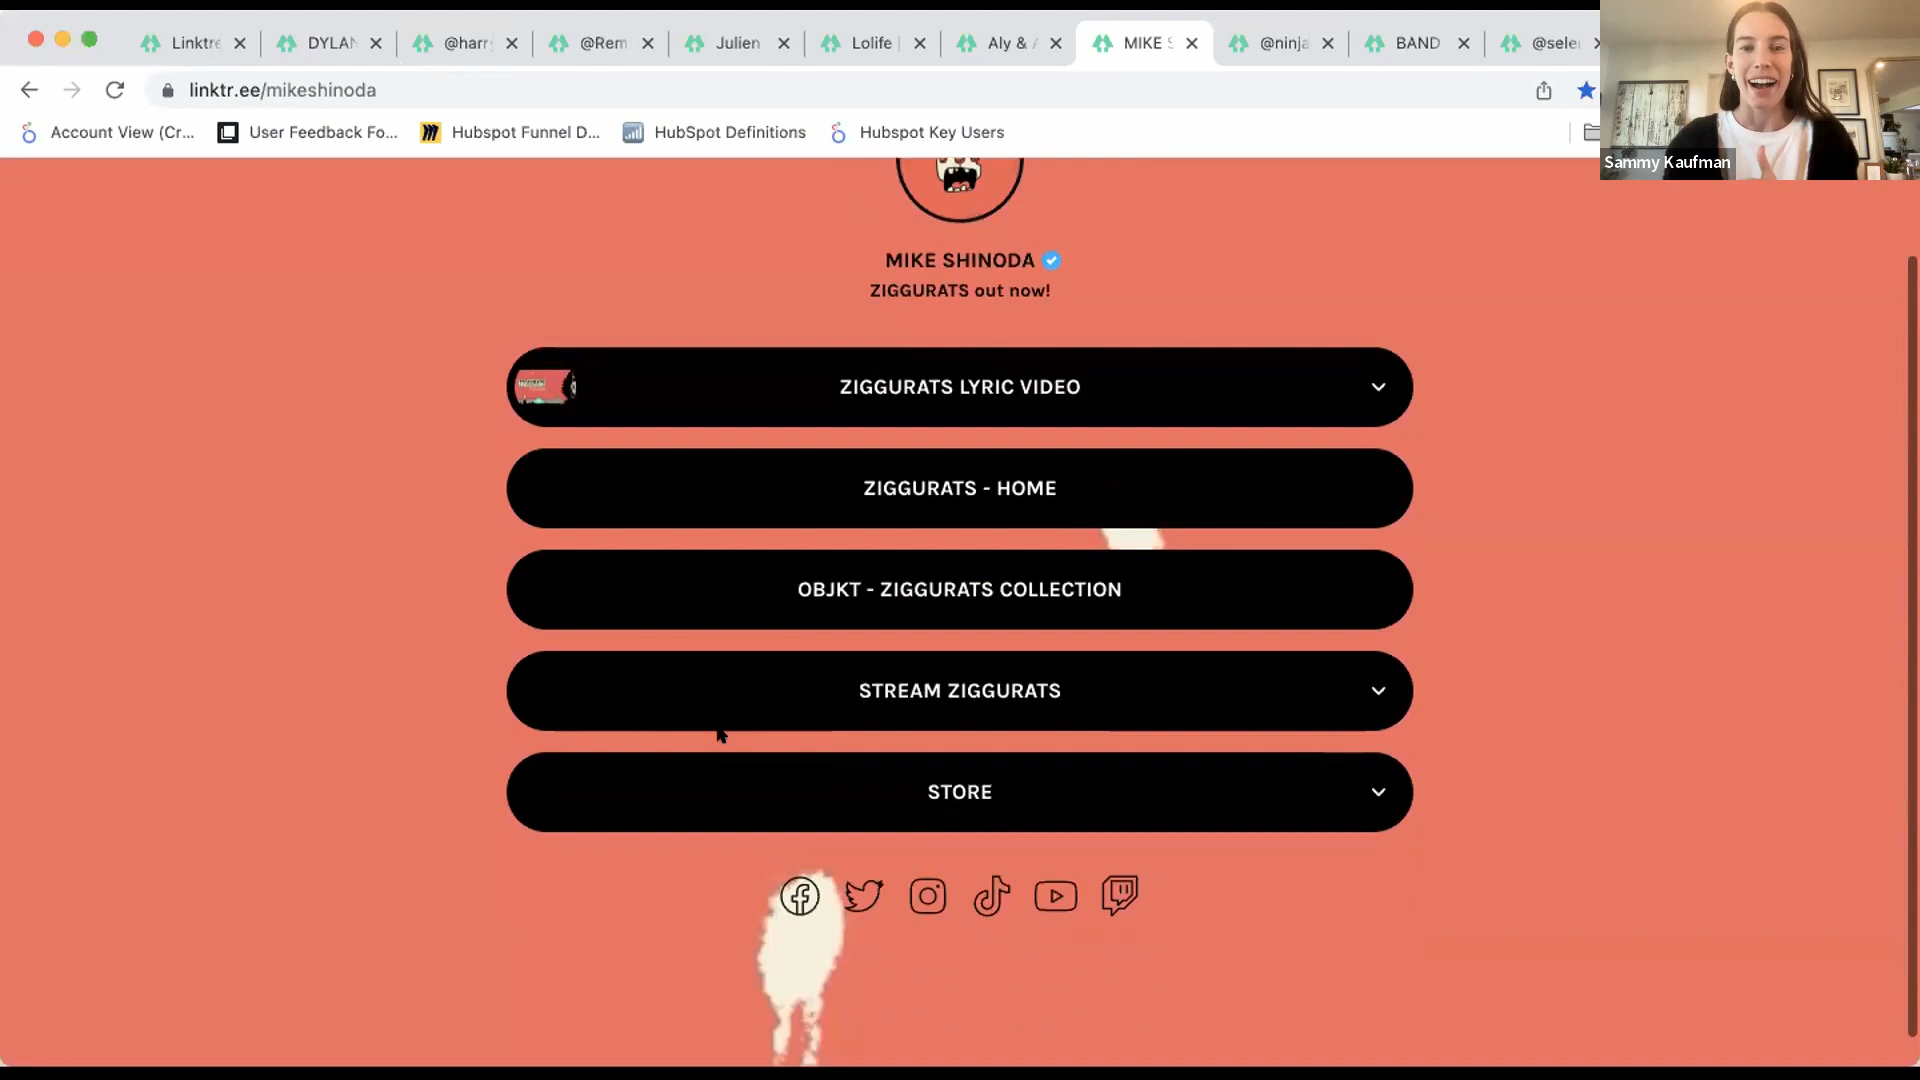 Linktre
DYLAN
@harr
@Rem
Julien
Lolife |
Aly & A
MIKE S
@ninja
BAND
@sele
linktr.ee/mikeshinoda
Account View (Cr...
User Feedback Fo...
Hubspot Funnel D...
HubSpot Definitions
Hubspot Key Users
Sammy Kaufman
MIKE SHINODA
ZIGGURATS out now!
ZIGGURATS LYRIC VIDEO
ZIGGURATS - HOME
OBJKT - ZIGGURATS COLLECTION
STREAM ZIGGURATS
STORE